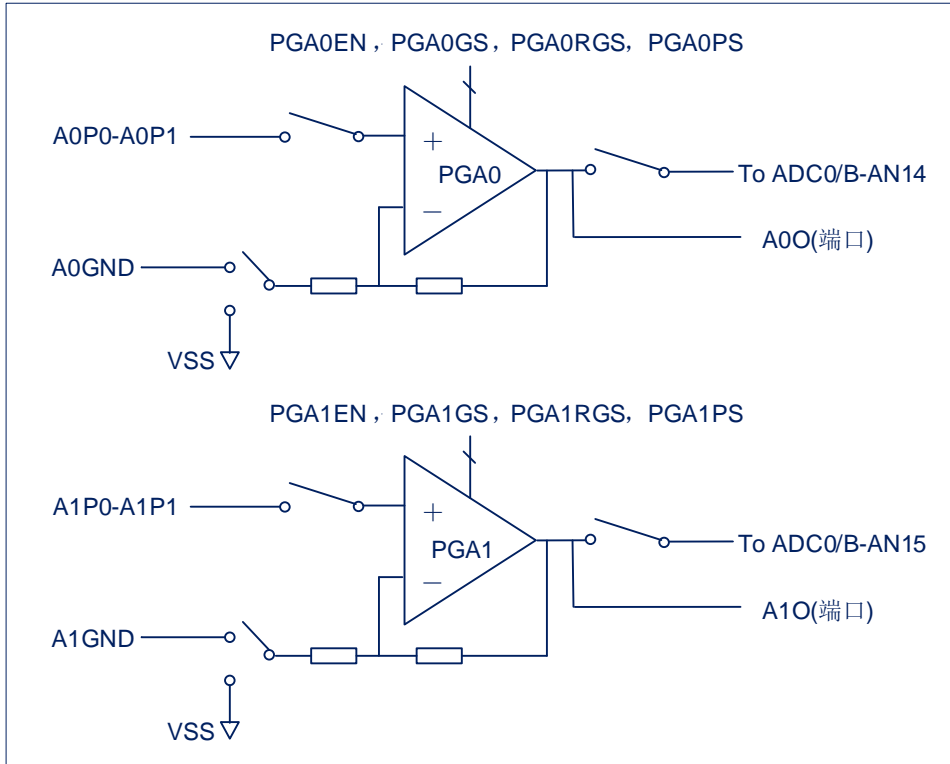 PGA0EN，PGA0GS，PGA0RGS，PGA0PS
A0P0-A0P1
+
PGA0
−
To ADC0/B-AN14
A0O(端口)
A0GND
VSS
PGA1EN，PGA1GS，PGA1RGS，PGA1PS
A1P0-A1P1
+
PGA1
−
To ADC0/B-AN15
A1O(端口)
A1GND
VSS